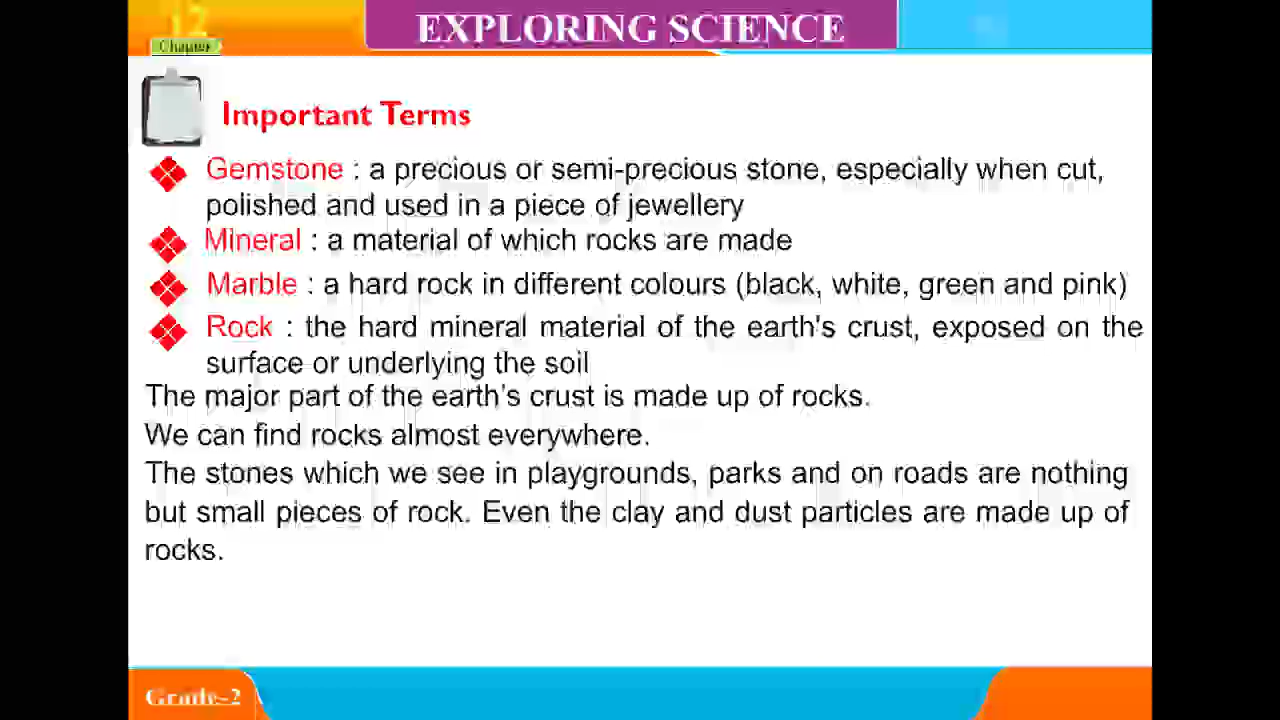 12
Chapter
EXPLORING SCIENCE
Important Terms
Gemstone : a precious or semi-precious stone, especially when cut,
polished and used in a piece of jewellery
Mineral : a material of which rocks are made
Marble : a hard rock in different colours (black, white, green and pink)
Rock : the hard mineral material of the earth's crust, exposed on the
surface or underlying the soil
The major part of the earth's crust is made up of rocks.
We can find rocks almost everywhere.
The stones which we see in playgrounds, parks and on roads are nothing
but small pieces of rock. Even the clay and dust particles are made up of
rocks.
Grade-2